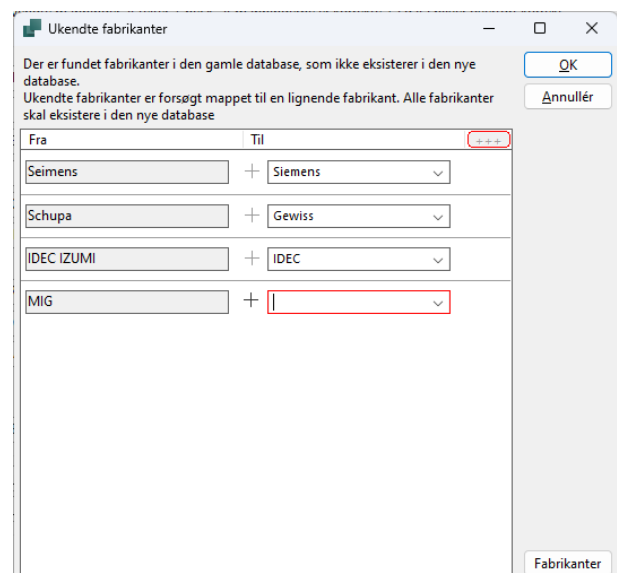 Ukendte fabrikanter
Der er fundet fabrikanter i den gamle database, som ikke eksisterer i den nye
database.
Ukendte fabrikanter er forsøgt mappet til en lignende fabrikant. Alle fabrikanter
skal eksistere i den nye database
OK
Annullér
Fra Til +++
Seimens + Siemens
Schupa + Gewiss
IDEC IZUMI + IDEC
MIG +
Fabrikanter